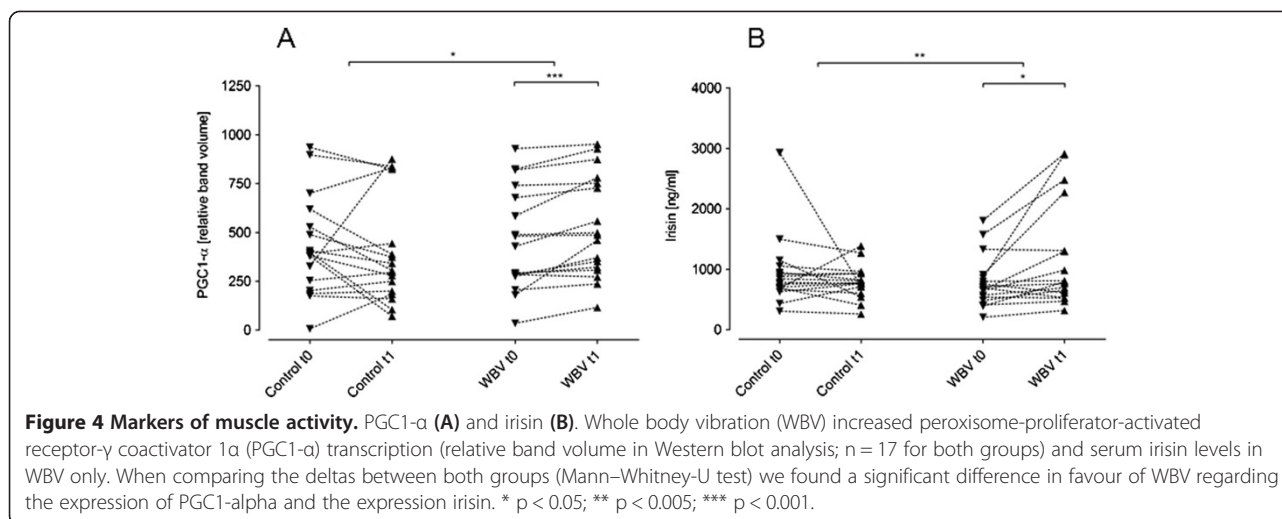 A
B
*
***
**
*
PGC1-α [relative band volume]
1250
1000
750
500
250
0
Control t0
Control t1
WBV t0
WBV t1
Irisin [ng/ml]
4000
3000
2000
1000
0
Control t0
Control t1
WBV t0
WBV t1
Figure 4 Markers of muscle activity. PGC1-α (A) and irisin (B). Whole body vibration (WBV) increased peroxisome-proliferator-activated
receptor-γ coactivator 1α (PGC1-α) transcription (relative band volume in Western blot analysis; n = 17 for both groups) and serum irisin levels in
WBV only. When comparing the deltas between both groups (Mann–Whitney-U test) we found a significant difference in favour of WBV regarding
the expression of PGC1-alpha and the expression irisin. * p < 0.05; ** p < 0.005; *** p < 0.001.